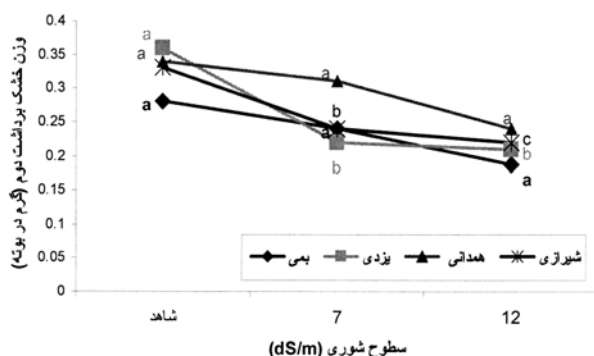 وزن خشک برداشت دوم (گرم در بوته)
0.4
0.35
0.3
0.25
0.2
0.15
0.1
0.05
0
a
a
a
a
b
a
b
a
c
b
a
بمی
یزدی
همدانی
شیرازی
شاهد
7
12
سطوح شوری (dS/m)